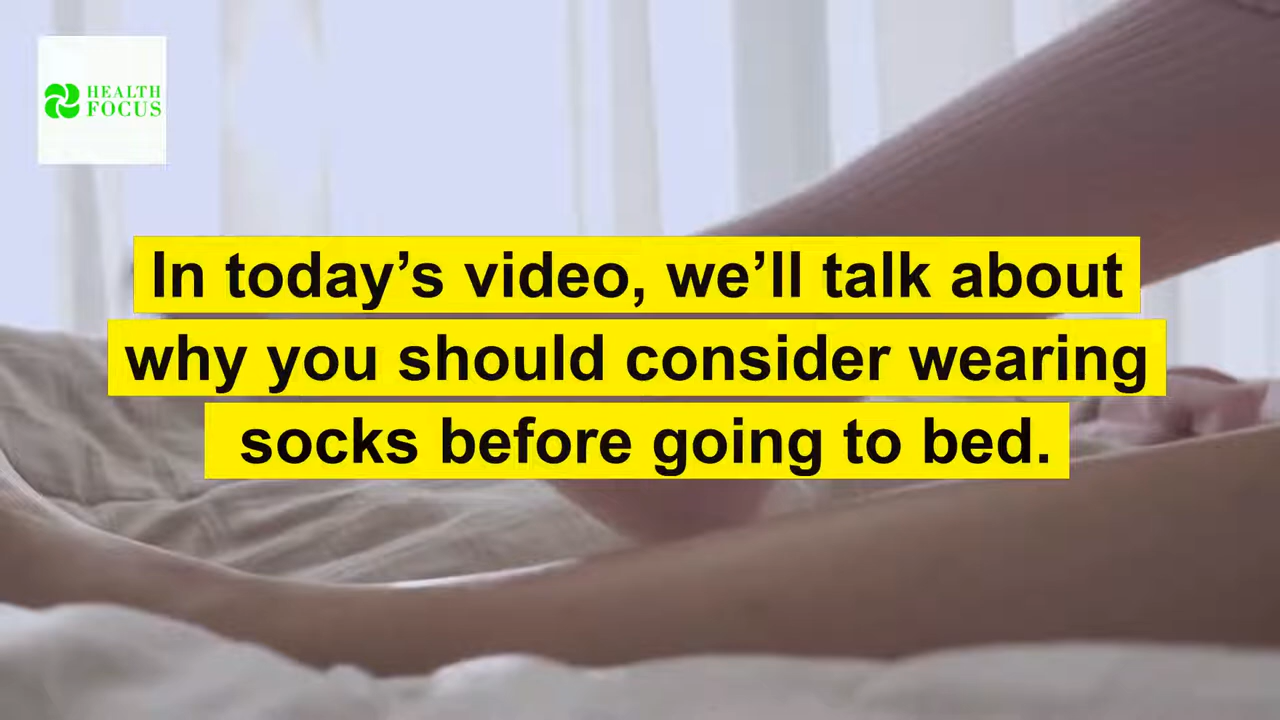 HEALTH
FOCUS
In today’s video, we’ll talk about
why you should consider wearing
socks before going to bed.